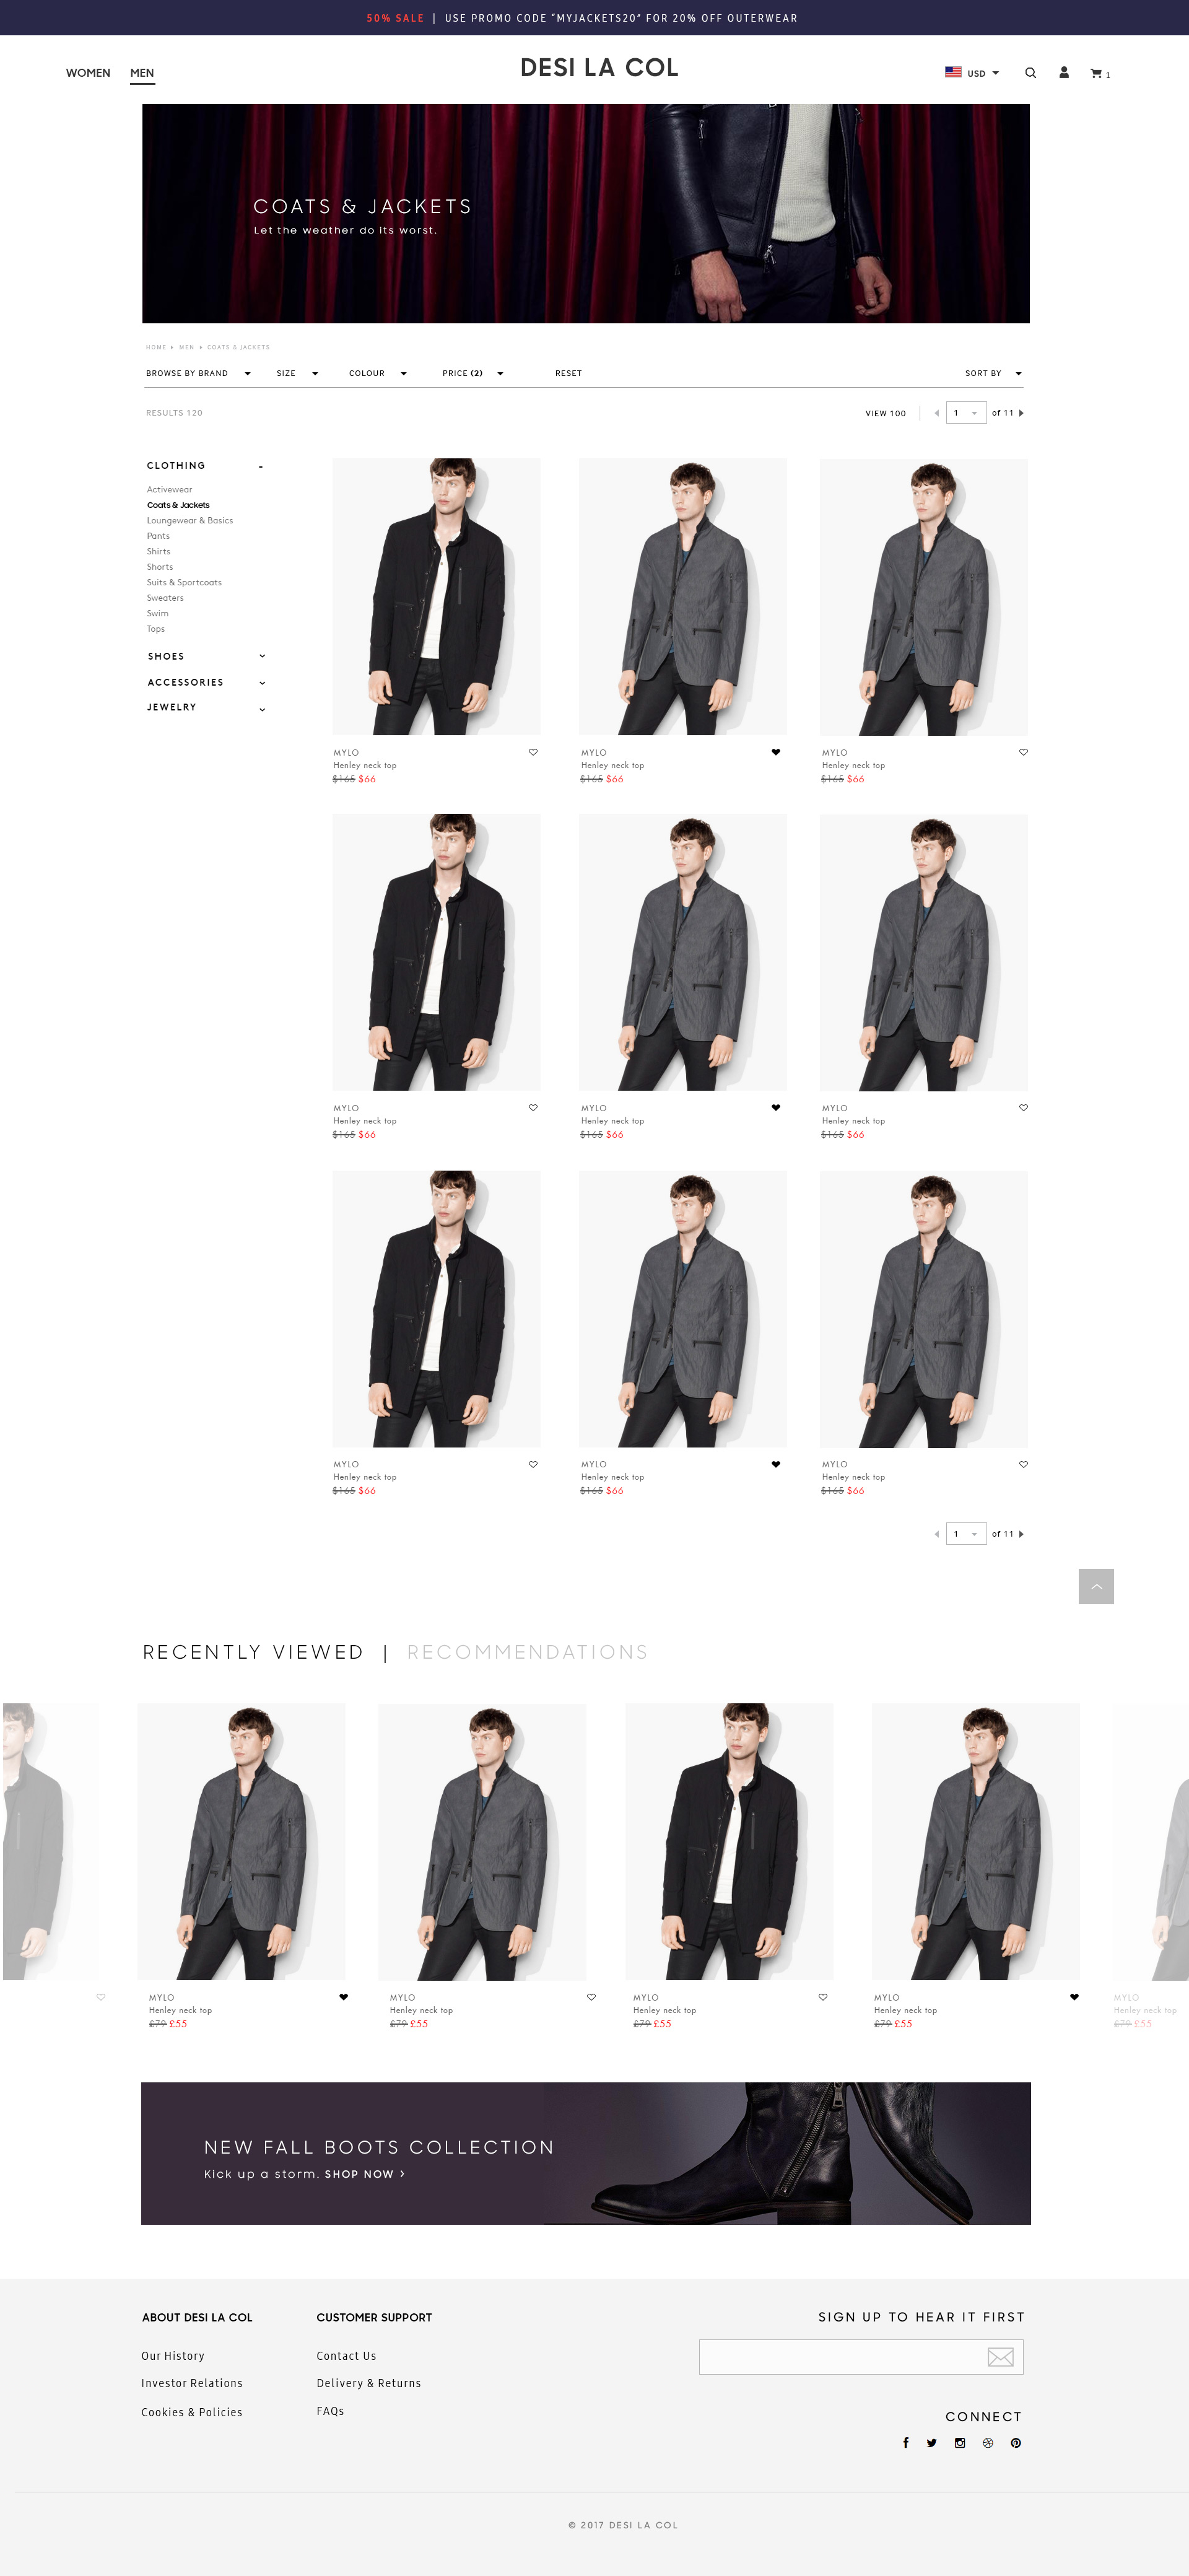 50% SALE | USE PROMO CODE "MYJACKETS20" FOR 20% OFF OUTERWEAR
WOMEN MEN
DESI LA COL
USD 1
COATS & JACKETS
Let the weather do its worst.
HOME MEN COATS & JACKETS
BROWSE BY BRAND SIZE COLOUR PRICE (2) RESET SORT BY
RESULTS 120 VIEW 100 1 of 11
CLOTHING -
Activewear
Coats & Jackets
Loungewear & Basics
Pants
Shirts
Shorts
Suits & Sportcoats
Sweaters
Swim
Tops
SHOES
ACCESSORIES
JEWELRY
MYLO MYLO MYLO
Henley neck top Henley neck top Henley neck top
$165 $66 $165 $66 $165 $66
MYLO MYLO MYLO
Henley neck top Henley neck top Henley neck top
$165 $66 $165 $66 $165 $66
MYLO MYLO MYLO
Henley neck top Henley neck top Henley neck top
$165 $66 $165 $66 $165 $66
1 of 11
RECENTLY VIEWED | RECOMMENDATIONS
MYLO MYLO MYLO MYLO MYLO
Henley neck top Henley neck top Henley neck top Henley neck top Henley neck top
£79 £55 £79 £55 £79 £55 £79 £55 £79 £55
NEW FALL BOOTS COLLECTION
Kick up a storm. SHOP NOW >
ABOUT DESI LA COL CUSTOMER SUPPORT SIGN UP TO HEAR IT FIRST
Our History Contact Us
Investor Relations Delivery & Returns
Cookies & Policies FAQs
CONNECT
© 2017 DESI LA COL